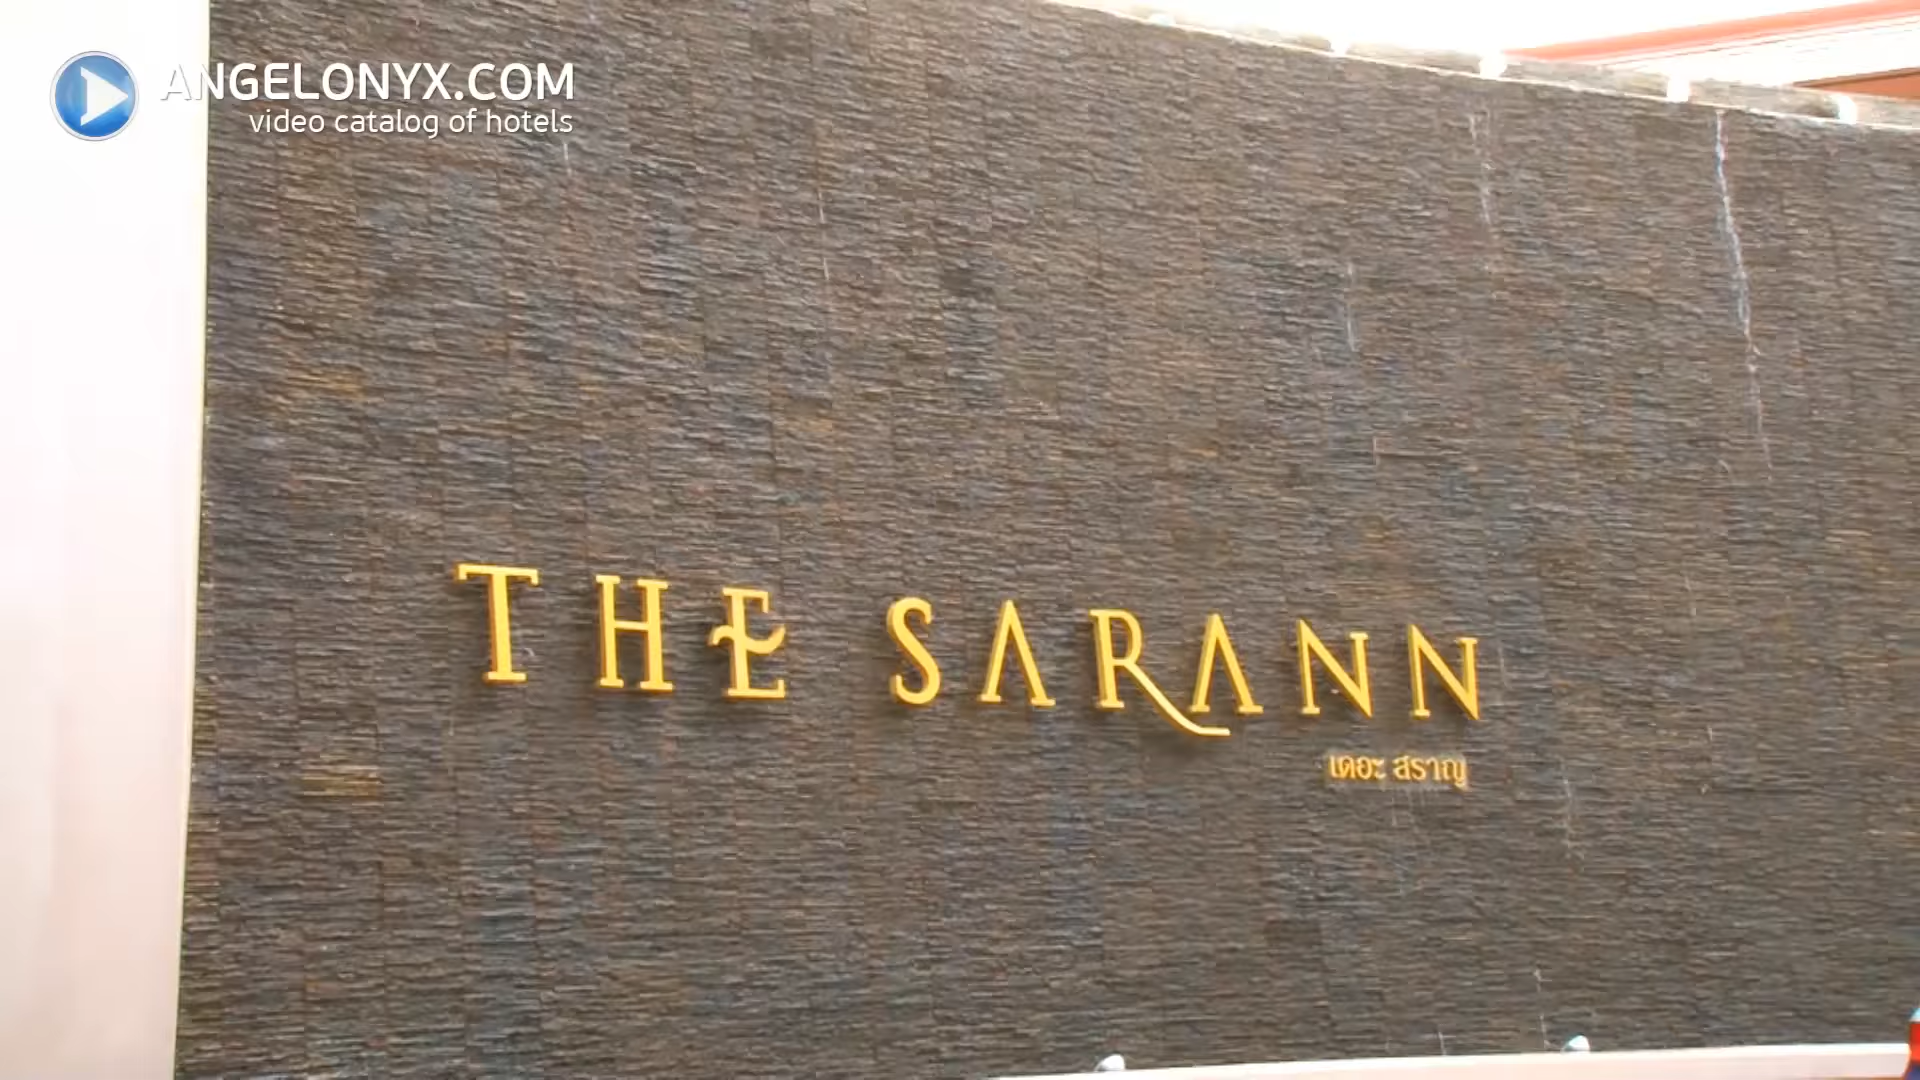 ANGELONYX.COM
video catalog of hotels
THE SARANN
เดอะ สราญ